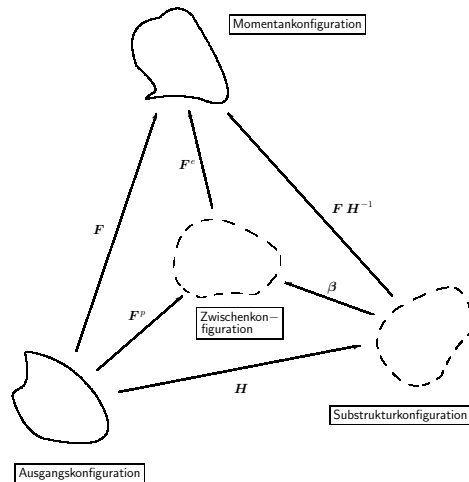 Momentankonfiguration
F^e
F H^{-1}
F
β
F^p
Zwischenkon–
figuration
H
Substrukturkonfiguration
Ausgangskonfiguration